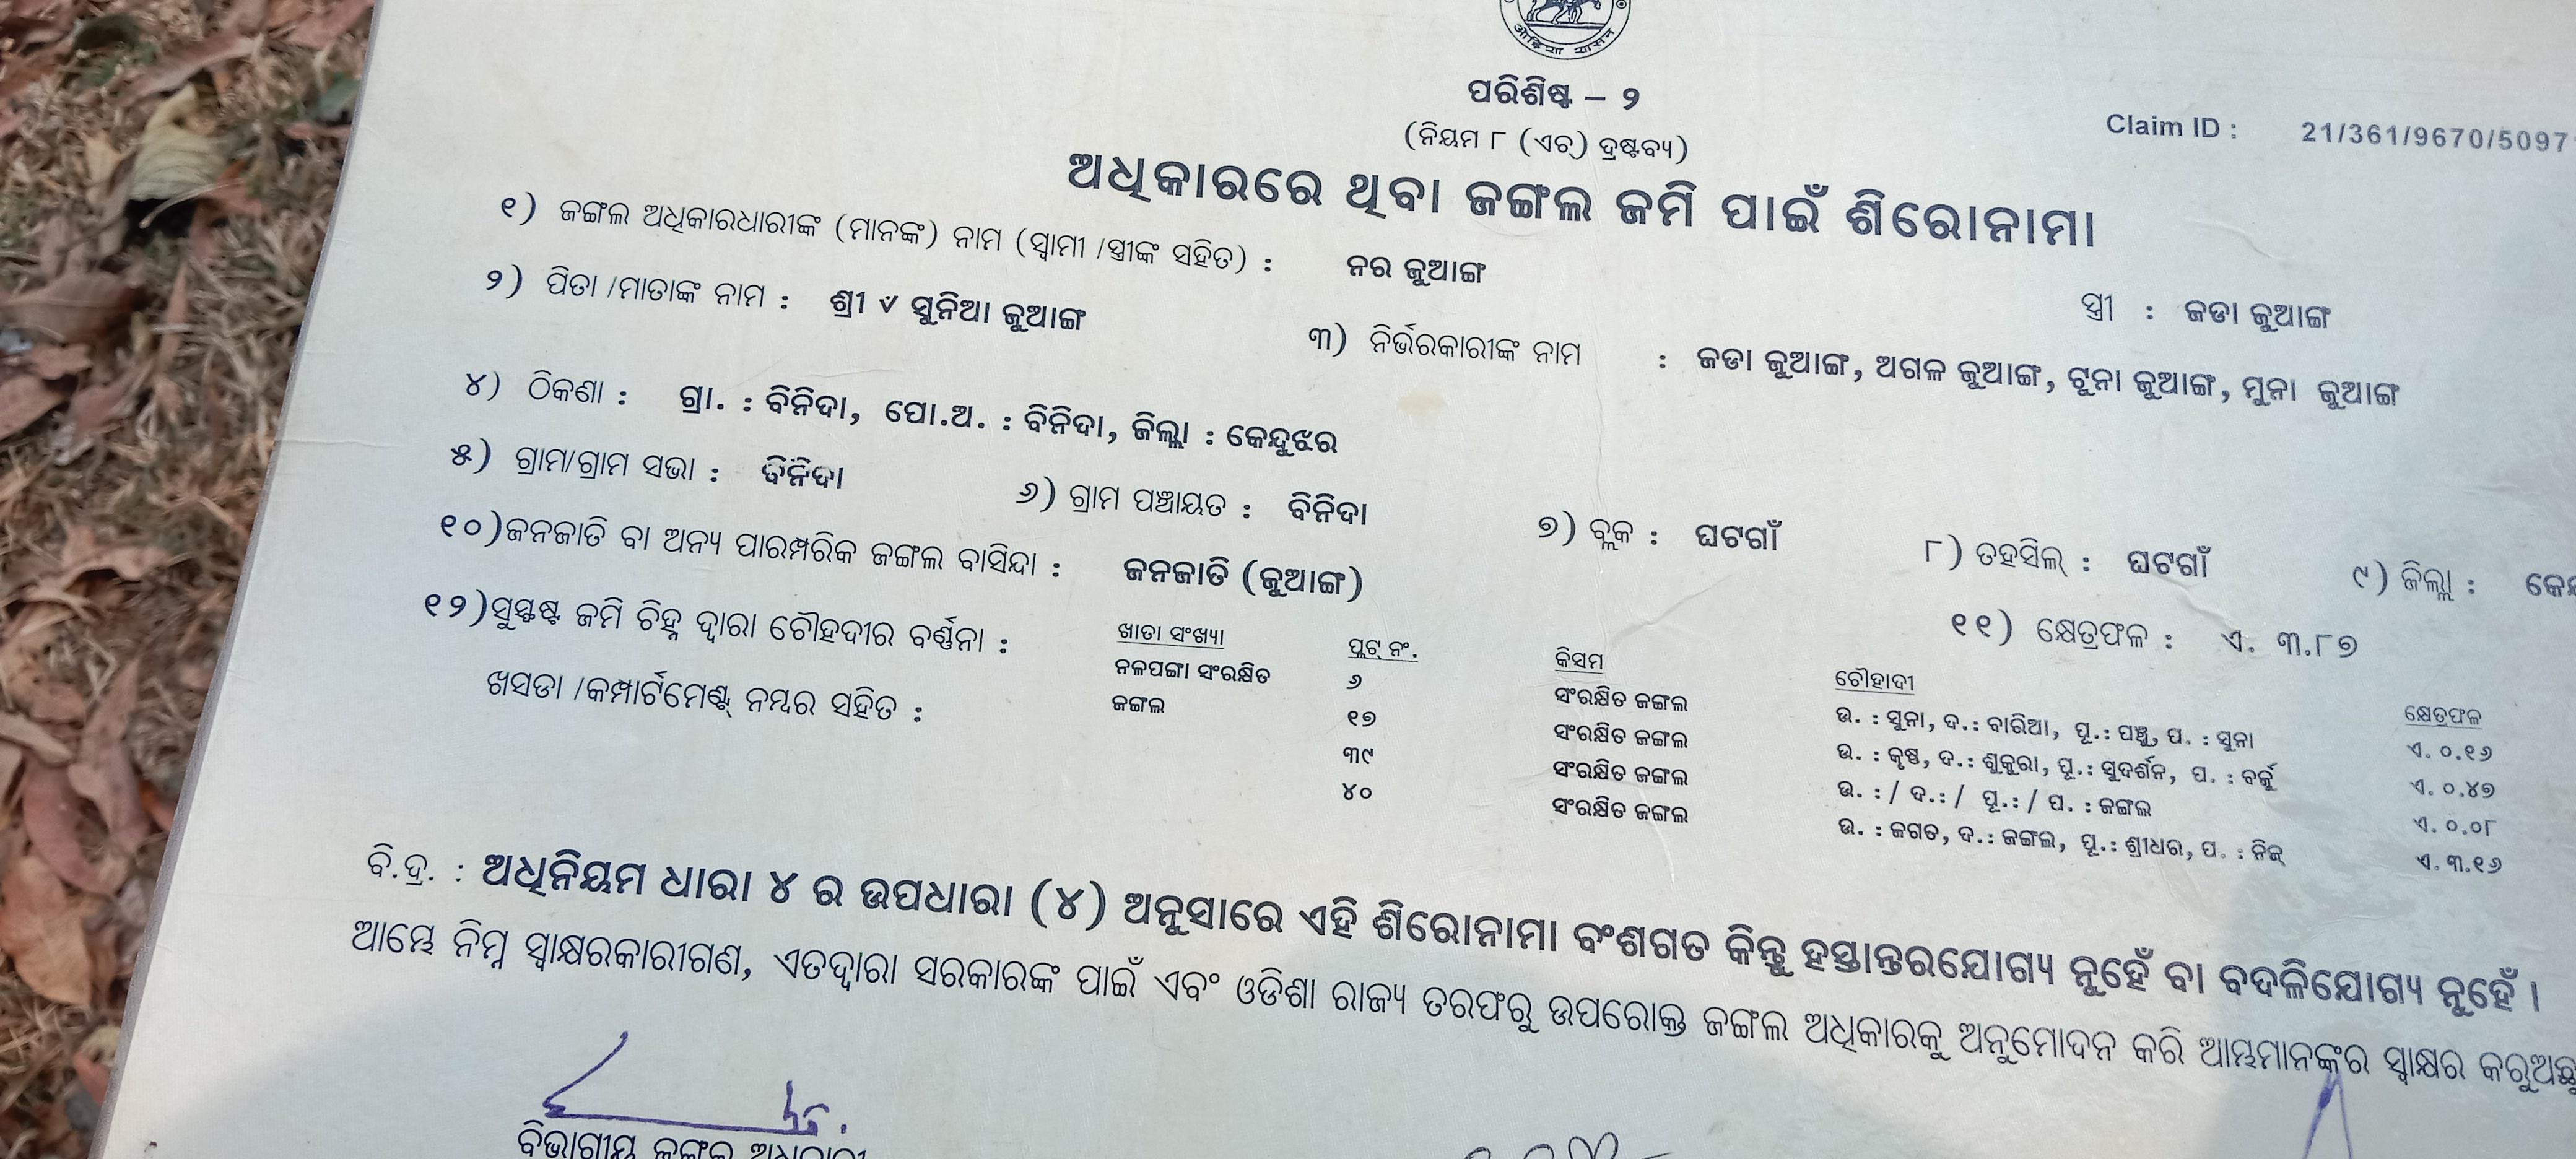 ओड़िसा सासन
ପରିଶିଷ୍ଟ – ୨
(ନିୟମ ୮ (ଏଚ୍) ଦ୍ରଷ୍ଟବ୍ୟ)
Claim ID : 21/361/9670/5097
ଅଧିକାରରେ ଥିବା ଜଙ୍ଗଲ ଜମି ପାଇଁ ଶିରୋନାମା
୧) ଜଙ୍ଗଲ ଅଧିକାରଧାରୀଙ୍କ (ମାନଙ୍କ) ନାମ (ସ୍ୱାମୀ /ସ୍ତ୍ରୀଙ୍କ ସହିତ) : ନର ଜୁଆଙ୍ଗ ସ୍ତ୍ରୀ : ଜଡା ଜୁଆଙ୍ଗ
୨) ପିତା /ମାତାଙ୍କ ନାମ : ଶ୍ରୀ ୰ ସୁନିଆ ଜୁଆଙ୍ଗ ୩) ନିର୍ଭରକାରୀଙ୍କ ନାମ : ଜଡା ଜୁଆଙ୍ଗ, ଅଗଳ ଜୁଆଙ୍ଗ, ଟୁନା ଜୁଆଙ୍ଗ, ମୁନା ଜୁଆଙ୍ଗ
୪) ଠିକଣା : ଗ୍ରା. : ବିନିଦା, ପୋ.ଅ. : ବିନିଦା, ଜିଲ୍ଲା : କେନ୍ଦୁଝର
୫) ଗ୍ରାମ/ଗ୍ରାମ ସଭା : ବିନିଦା ୬) ଗ୍ରାମ ପଞ୍ଚାୟତ : ବିନିଦା ୭) ବ୍ଲକ : ଘଟଗାଁ ୮) ତହସିଲ୍ : ଘଟଗାଁ ୯) ଜିଲ୍ଲା :
୧୦)ଜନଜାତି ବା ଅନ୍ୟ ପାରମ୍ପରିକ ଜଙ୍ଗଲ ବାସିନ୍ଦା : ଜନଜାତି (ଜୁଆଙ୍ଗ) ୧୧) କ୍ଷେତ୍ରଫଳ : ଏ. ୩.୮୭
୧୨)ସୁସ୍ପଷ୍ଟ ଜମି ଚିହ୍ନ ଦ୍ୱାରା ଚୌହଦୀର ବର୍ଣ୍ଣନା : ଖାତା ସଂଖ୍ୟା ପ୍ଲଟ୍ ନଂ. କିସମ ଚୌହାଦୀ କ୍ଷେତ୍ରଫଳ
ନଳପଙ୍ଗା ସଂରକ୍ଷିତ ୬ ସଂରକ୍ଷିତ ଜଙ୍ଗଲ ଉ. : ସୁନା, ଦ.: ବାରିଆ, ପୂ.: ପଞ୍ଚୁ, ପ. : ସୁନା ଏ. ୦.୧୬
ଖସଡା /କମ୍ପାର୍ଟମେଣ୍ଟ୍ ନମ୍ବର ସହିତ : ଜଙ୍ଗଲ ୧୭ ସଂରକ୍ଷିତ ଜଙ୍ଗଲ ଉ. : କୃଷ୍ଣ, ଦ.: ଶୁକୁରା, ପୂ.: ସୁଦର୍ଶନ, ପ. : ବର୍କୁ ଏ. ୦.୪୭
୩୯ ସଂରକ୍ଷିତ ଜଙ୍ଗଲ ଉ. : / ଦ.: / ପୂ.: / ପ. : ଜଙ୍ଗଲ ଏ. ୦.୦୮
୪୦ ସଂରକ୍ଷିତ ଜଙ୍ଗଲ ଉ. : ଜଗତ, ଦ.: ଜଙ୍ଗଲ, ପୂ.: ଶ୍ରୀଧର, ପ. : ନିଜ୍ ଏ. ୩.୧୬
ବି.ଦ୍ର. : ଅଧିନିୟମ ଧାରା ୪ ର ଉପଧାରା (୪) ଅନୁସାରେ ଏହି ଶିରୋନାମା ବଂଶଗତ କିନ୍ତୁ ହସ୍ତାନ୍ତରଯୋଗ୍ୟ ନୁହେଁ ବା ବଦଳିଯୋଗ୍ୟ ନୁହେଁ ।
ଆମ୍ଭେ ନିମ୍ନ ସ୍ୱାକ୍ଷରକାରୀଗଣ, ଏତଦ୍ୱାରା ସରକାରଙ୍କ ପାଇଁ ଏବଂ ଓଡିଶା ରାଜ୍ୟ ତରଫରୁ ଉପରୋକ୍ତ ଜଙ୍ଗଲ ଅଧିକାରକୁ ଅନୁମୋଦନ କରି ଆମ୍ଭମାନଙ୍କର ସ୍ୱାକ୍ଷର କରୁଅଛୁ
ବିଭାଗୀୟ ଜଙ୍ଗଲ ଅଧିକାରୀ